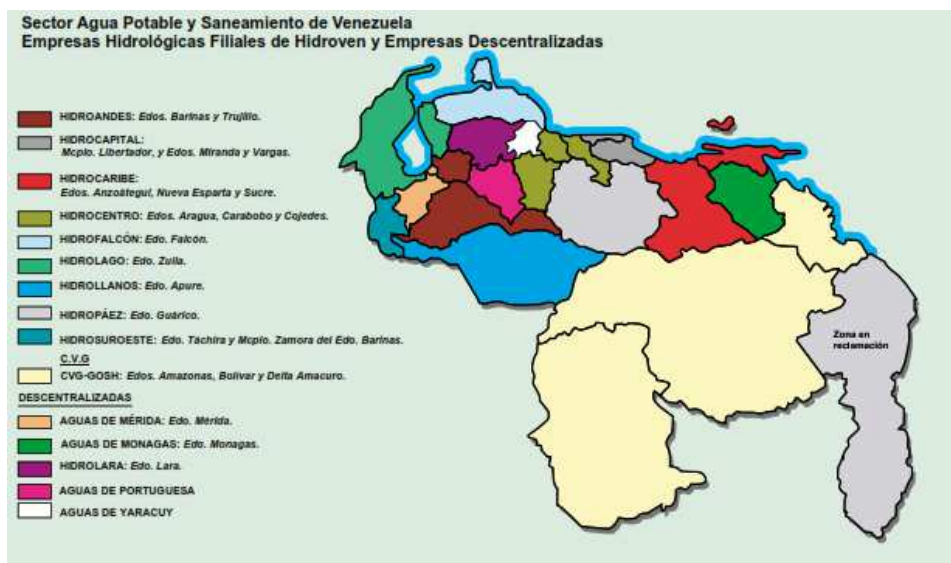 Sector Agua Potable y Saneamiento de Venezuela
Empresas Hidrológicas Filiales de Hidroven y Empresas Descentralizadas
HIDROANDES: Edos. Barinas y Trujillo.
HIDROCAPITAL:
Mcpio. Libertador, y Edos. Miranda y Vargas.
HIDROCARIBE:
Edos. Anzoátegui, Nueva Esparta y Sucre.
HIDROCENTRO: Edos. Aragua, Carabobo y Cojedes.
HIDROFALCÓN: Edo. Falcón.
HIDROLAGO: Edo. Zulia.
HIDROLLANOS: Edo. Apure.
HIDROPÁEZ: Edo. Guárico.
HIDROSUROESTE: Edo. Táchira y Mcpio. Zamora del Edo. Barinas.
C.V.G
CVG-GOSH: Edos. Amazonas, Bolívar y Delta Amacuro.
DESCENTRALIZADAS
AGUAS DE MÉRIDA: Edo. Mérida.
AGUAS DE MONAGAS: Edo. Monagas.
HIDROLARA: Edo. Lara.
AGUAS DE PORTUGUESA
AGUAS DE YARACUY
Zona en
reclamación